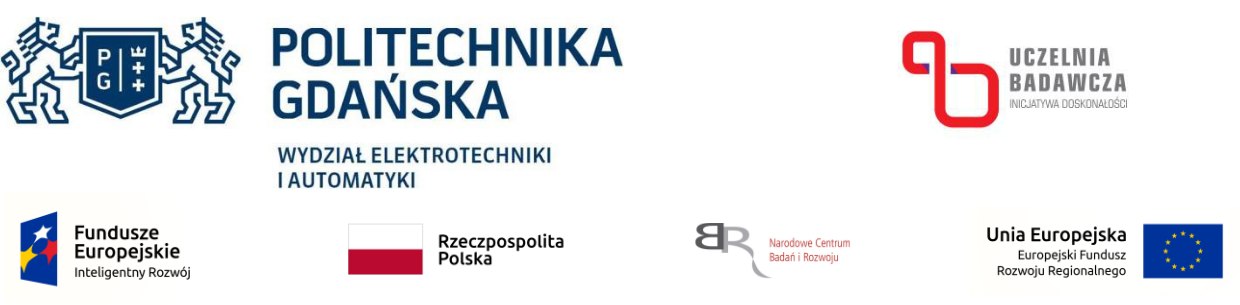 P
G
POLITECHNIKA
GDAŃSKA
WYDZIAŁ ELEKTROTECHNIKI
I AUTOMATYKI
UCZELNIA
BADAWCZA
INICJATYWA DOSKONAŁOŚCI
Fundusze
Europejskie
Inteligentny Rozwój
Rzeczpospolita
Polska
BR
Narodowe Centrum
Badań i Rozwoju
Unia Europejska
Europejski Fundusz
Rozwoju Regionalnego